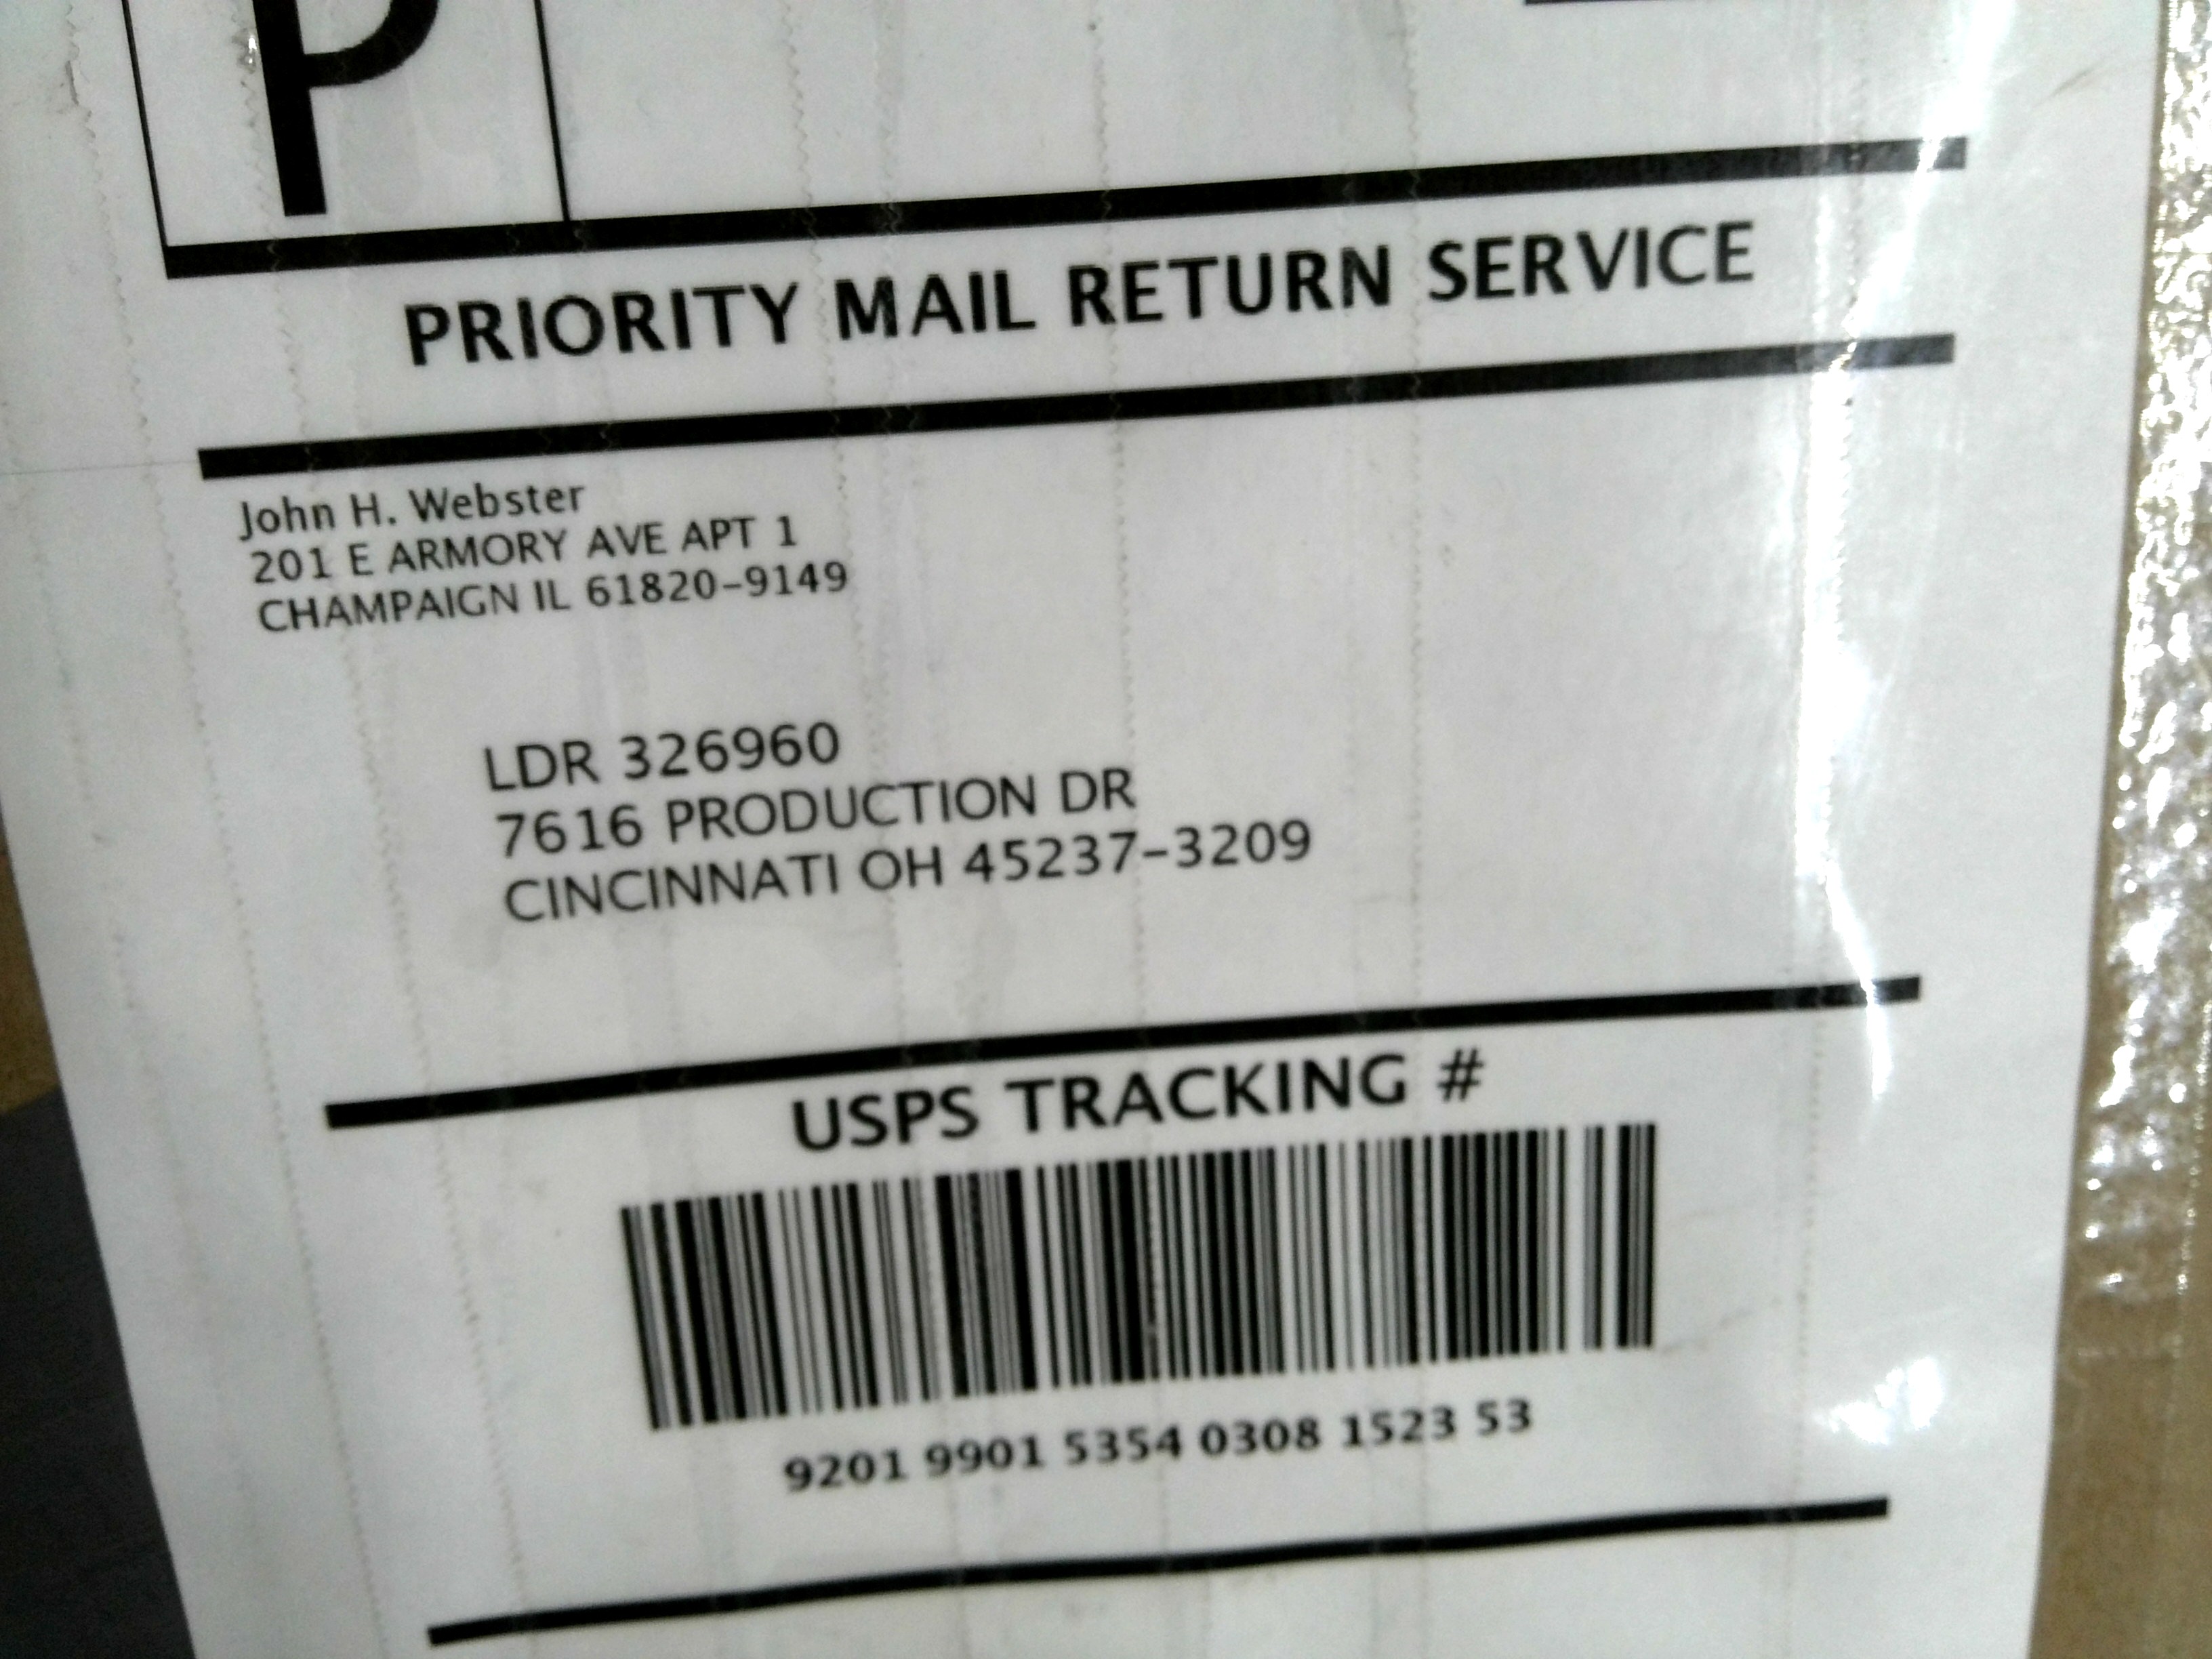 P
PRIORITY MAIL RETURN SERVICE
John H. Webster
201 E ARMORY AVE APT 1
CHAMPAIGN IL 61820-9149
LDR 326960
7616 PRODUCTION DR
CINCINNATI OH 45237-3209
USPS TRACKING #
9201 9901 5354 0308 1523 53